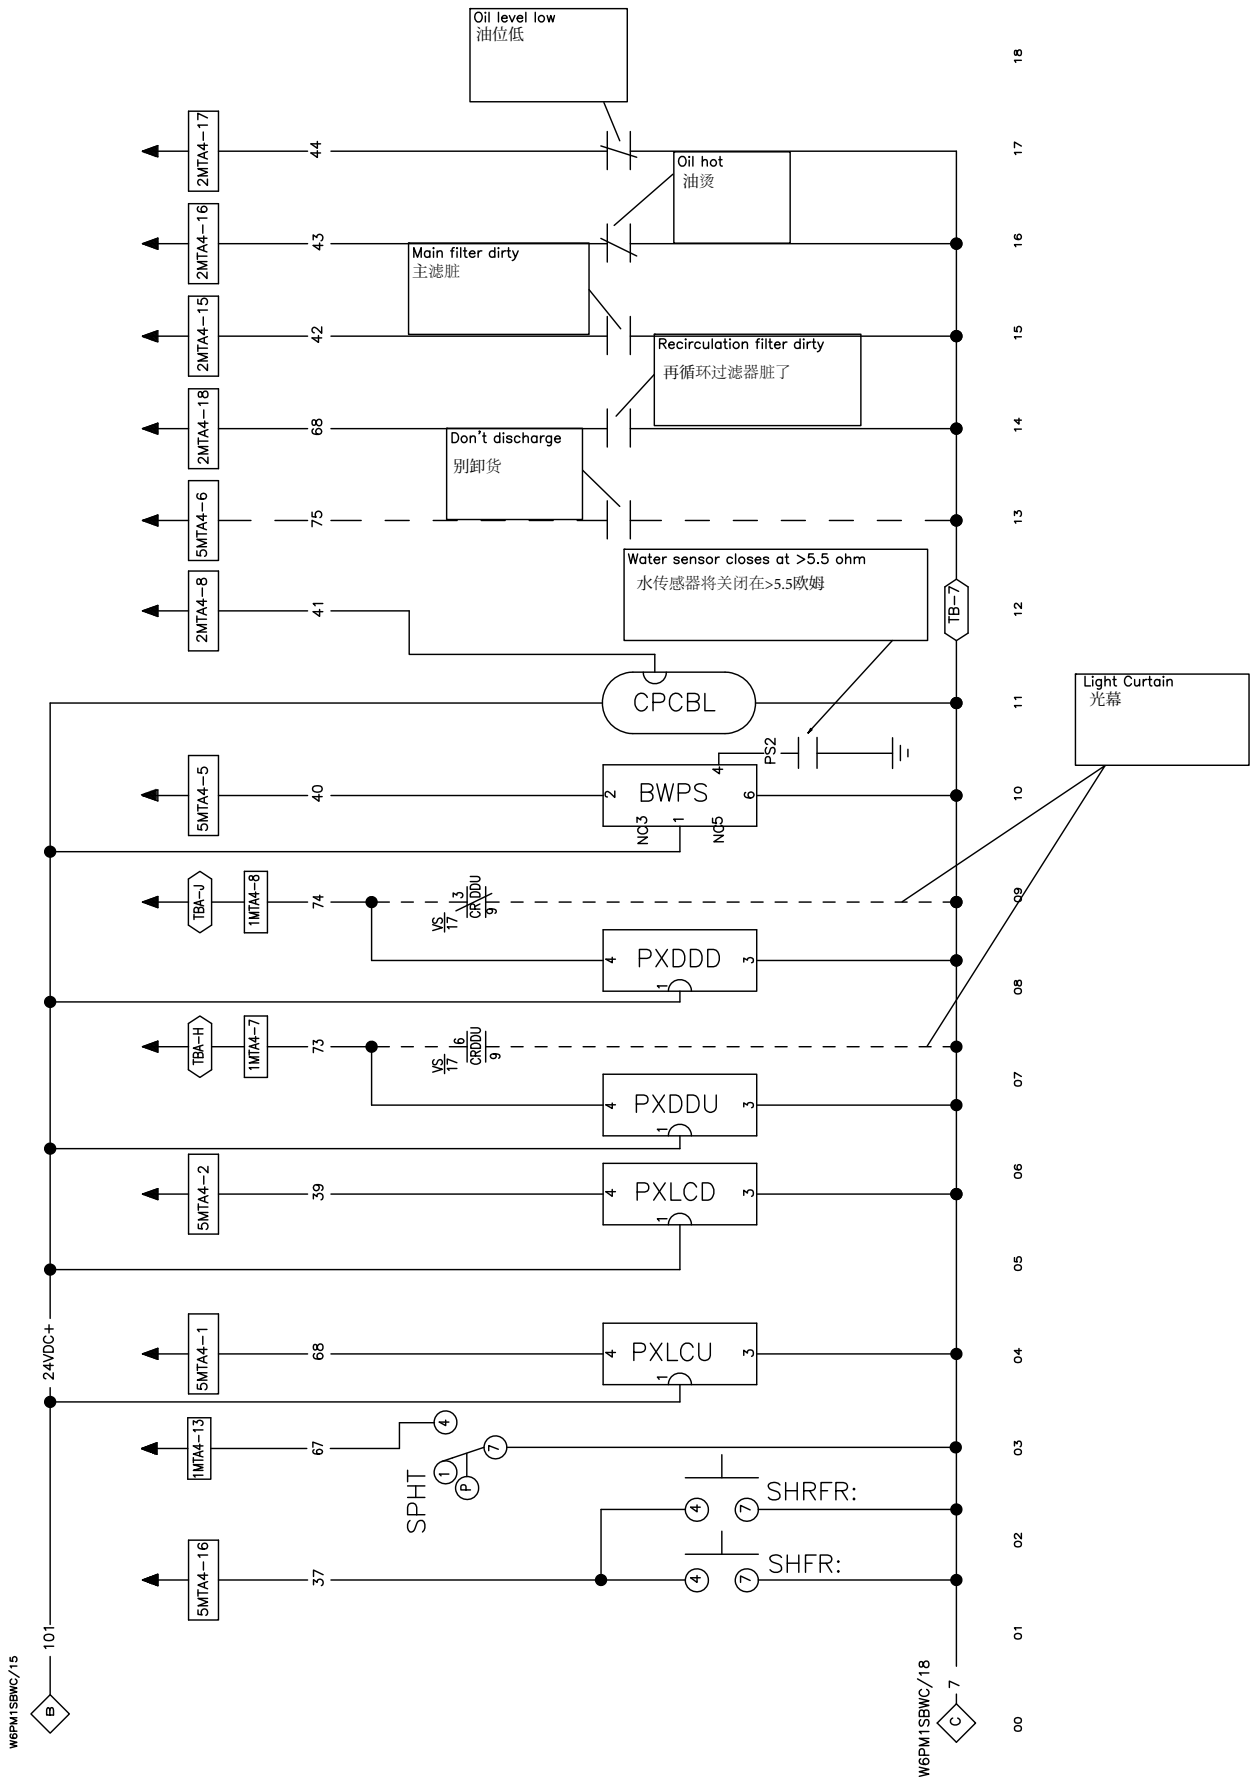 Oil level low
油位低
18
2MTA4-17
44
17
Oil hot
油烫
2MTA4-16
43
16
Main filter dirty
主滤脏
2MTA4-15
42
15
Recirculation filter dirty
再循环过滤器脏了
2MTA4-18
68
14
Don't discharge
别卸货
5MTA4-6
75
13
Water sensor closes at >5.5 ohm
水传感器将关闭在>5.5欧姆
2MTA4-8
41
TB-7
12
Light Curtain
光幕
CPCBL
11
PS2
4
5MTA4-5
40
2
BWPS
6
10
NC3
1
NC5
TBA-J
1MTA4-8
74
VS
17
3
CRDDU
9
09
4
PXDDD
3
1
08
TBA-H
1MTA4-7
73
VS
17
6
CRDDU
9
07
4
PXDDU
3
1
5MTA4-2
39
4
PXLCD
3
1
06
05
24VDC+
5MTA4-1
68
4
PXLCU
3
1
04
1MTA4-13
67
4
7
1
P
SPHT
03
SHRFR:
4
7
02
5MTA4-16
37
SHFR:
4
7
101
01
W6PM1SBWC/15
B
W6PM1SBWC/18
7
C
00